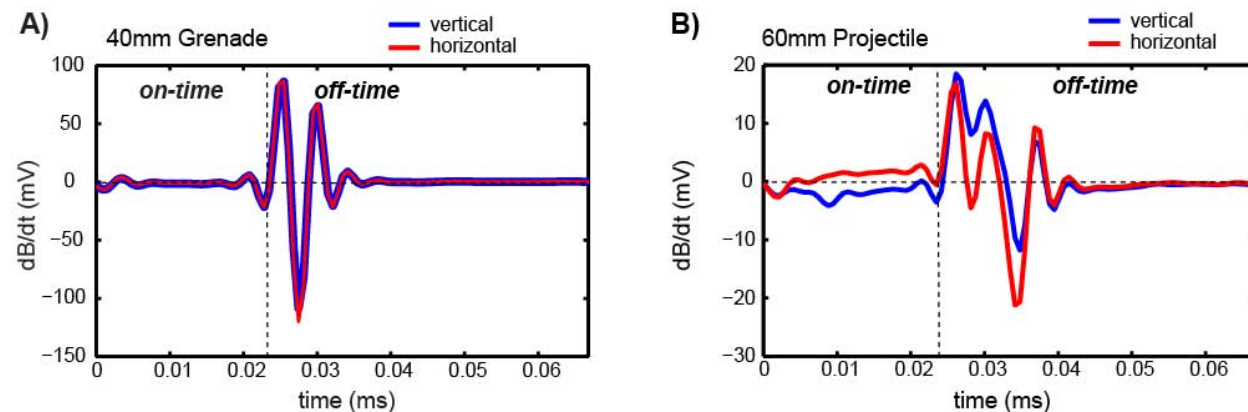 A)
40mm Grenade
vertical
horizontal
on-time
off-time
100
50
0
−50
−100
−150
dB/dt (mV)
0 0.01 0.02 0.03 0.04 0.05 0.06
time (ms)
B)
60mm Projectile
vertical
horizontal
on-time
off-time
20
10
0
−10
−20
−30
dB/dt (mV)
0 0.01 0.02 0.03 0.04 0.05 0.06
time (ms)